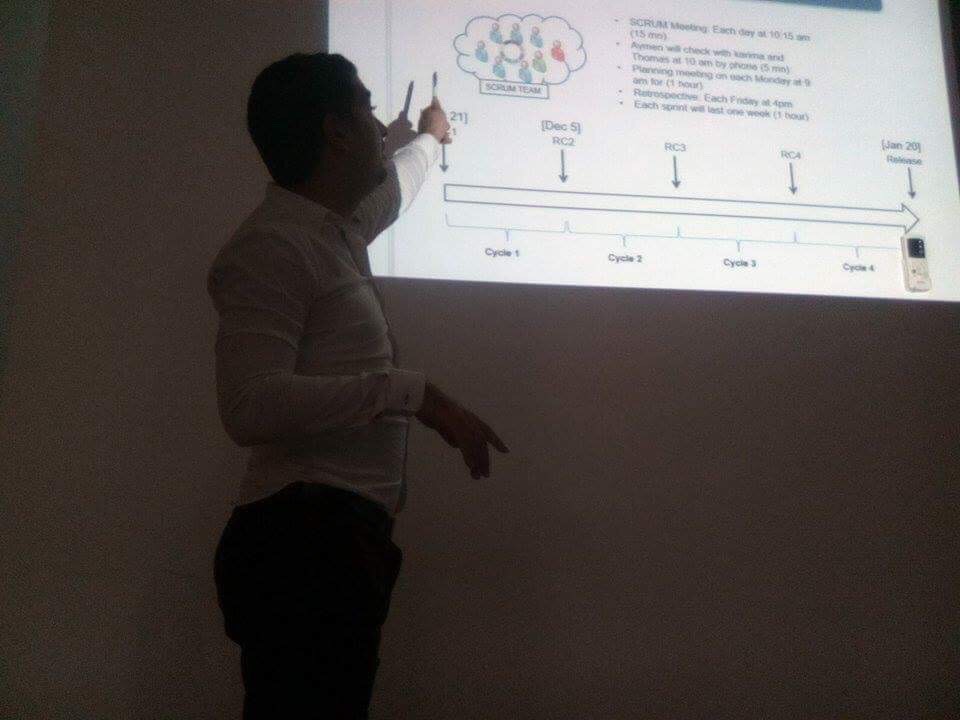 SCRUM TEAM
• SCRUM Meeting: Each day at 10:15 am
(15 mn)
• Aymen will check with karima and
Thomas at 10 am by phone (5 mn)
• Planning meeting on each Monday at 9
am for (1 hour)
• Retrospective: Each Friday at 4pm
• Each sprint will last one week (1 hour)
21]
1
[Dec 5]
RC2
RC3
RC4
[Jan 20]
Release
Cycle 1
Cycle 2
Cycle 3
Cycle 4